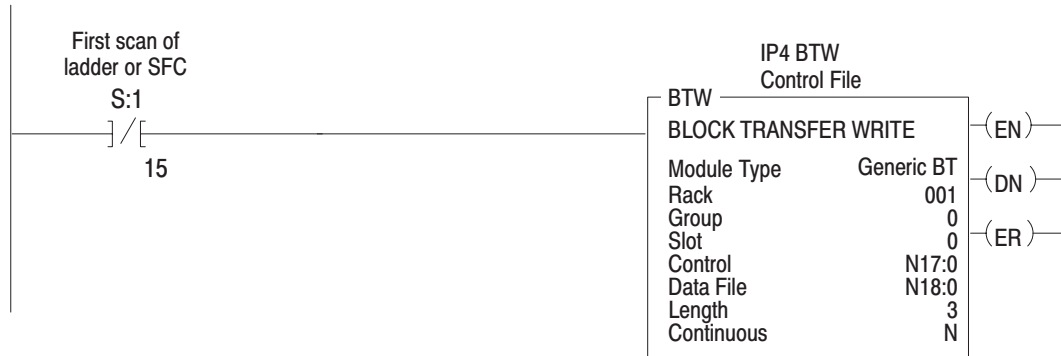 First scan of
ladder or SFC
S:1
] / [
15
IP4 BTW
Control File
BTW
BLOCK TRANSFER WRITE
Module Type Generic BT
Rack 001
Group 0
Slot 0
Control N17:0
Data File N18:0
Length 3
Continuous N
(EN)
(DN)
(ER)